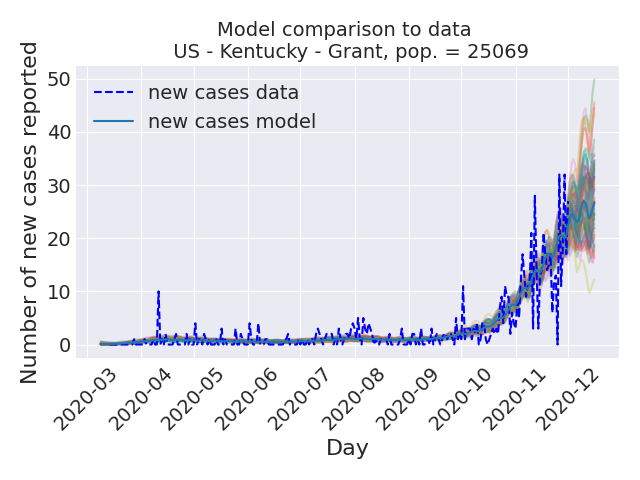 Model comparison to data
US - Kentucky - Grant, pop. = 25069
Number of new cases reported
50
40
30
20
10
0
new cases data
new cases model
2020-03
2020-04
2020-05
2020-06
2020-07
2020-08
2020-09
2020-10
2020-11
2020-12
Day